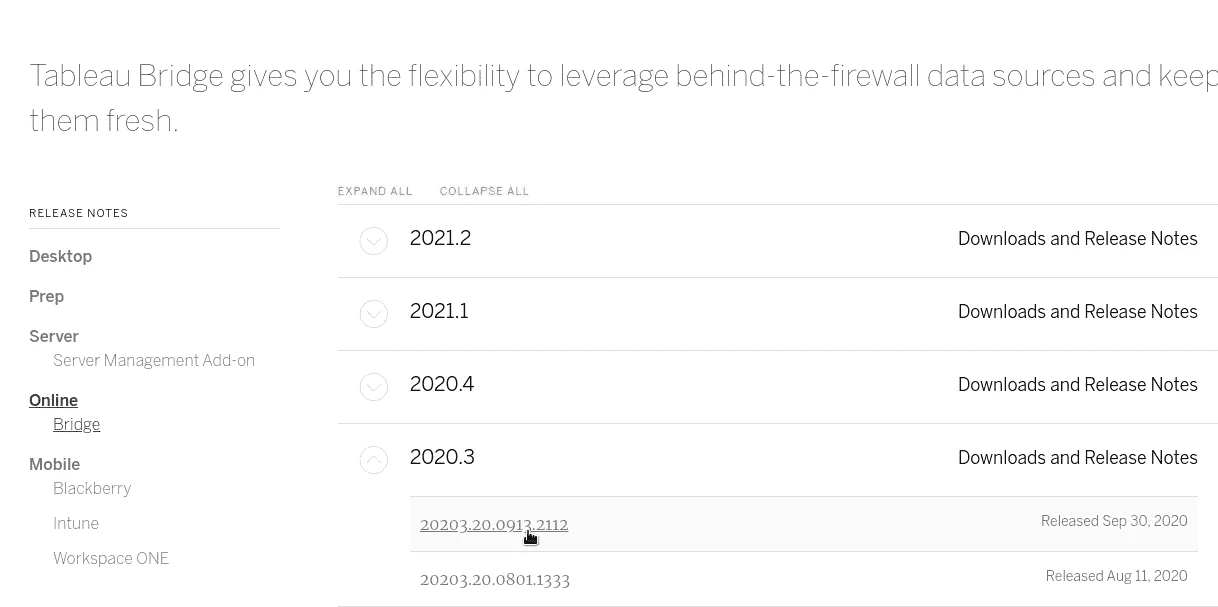 Tableau Bridge gives you the flexibility to leverage behind-the-firewall data sources and keep
them fresh.
RELEASE NOTES
Desktop
Prep
Server
Server Management Add-on
Online
Bridge
Mobile
Blackberry
Intune
Workspace ONE
EXPAND ALL COLLAPSE ALL
2021.2 Downloads and Release Notes
2021.1 Downloads and Release Notes
2020.4 Downloads and Release Notes
2020.3 Downloads and Release Notes
20203.20.0913.2112 Released Sep 30, 2020
20203.20.0801.1333 Released Aug 11, 2020